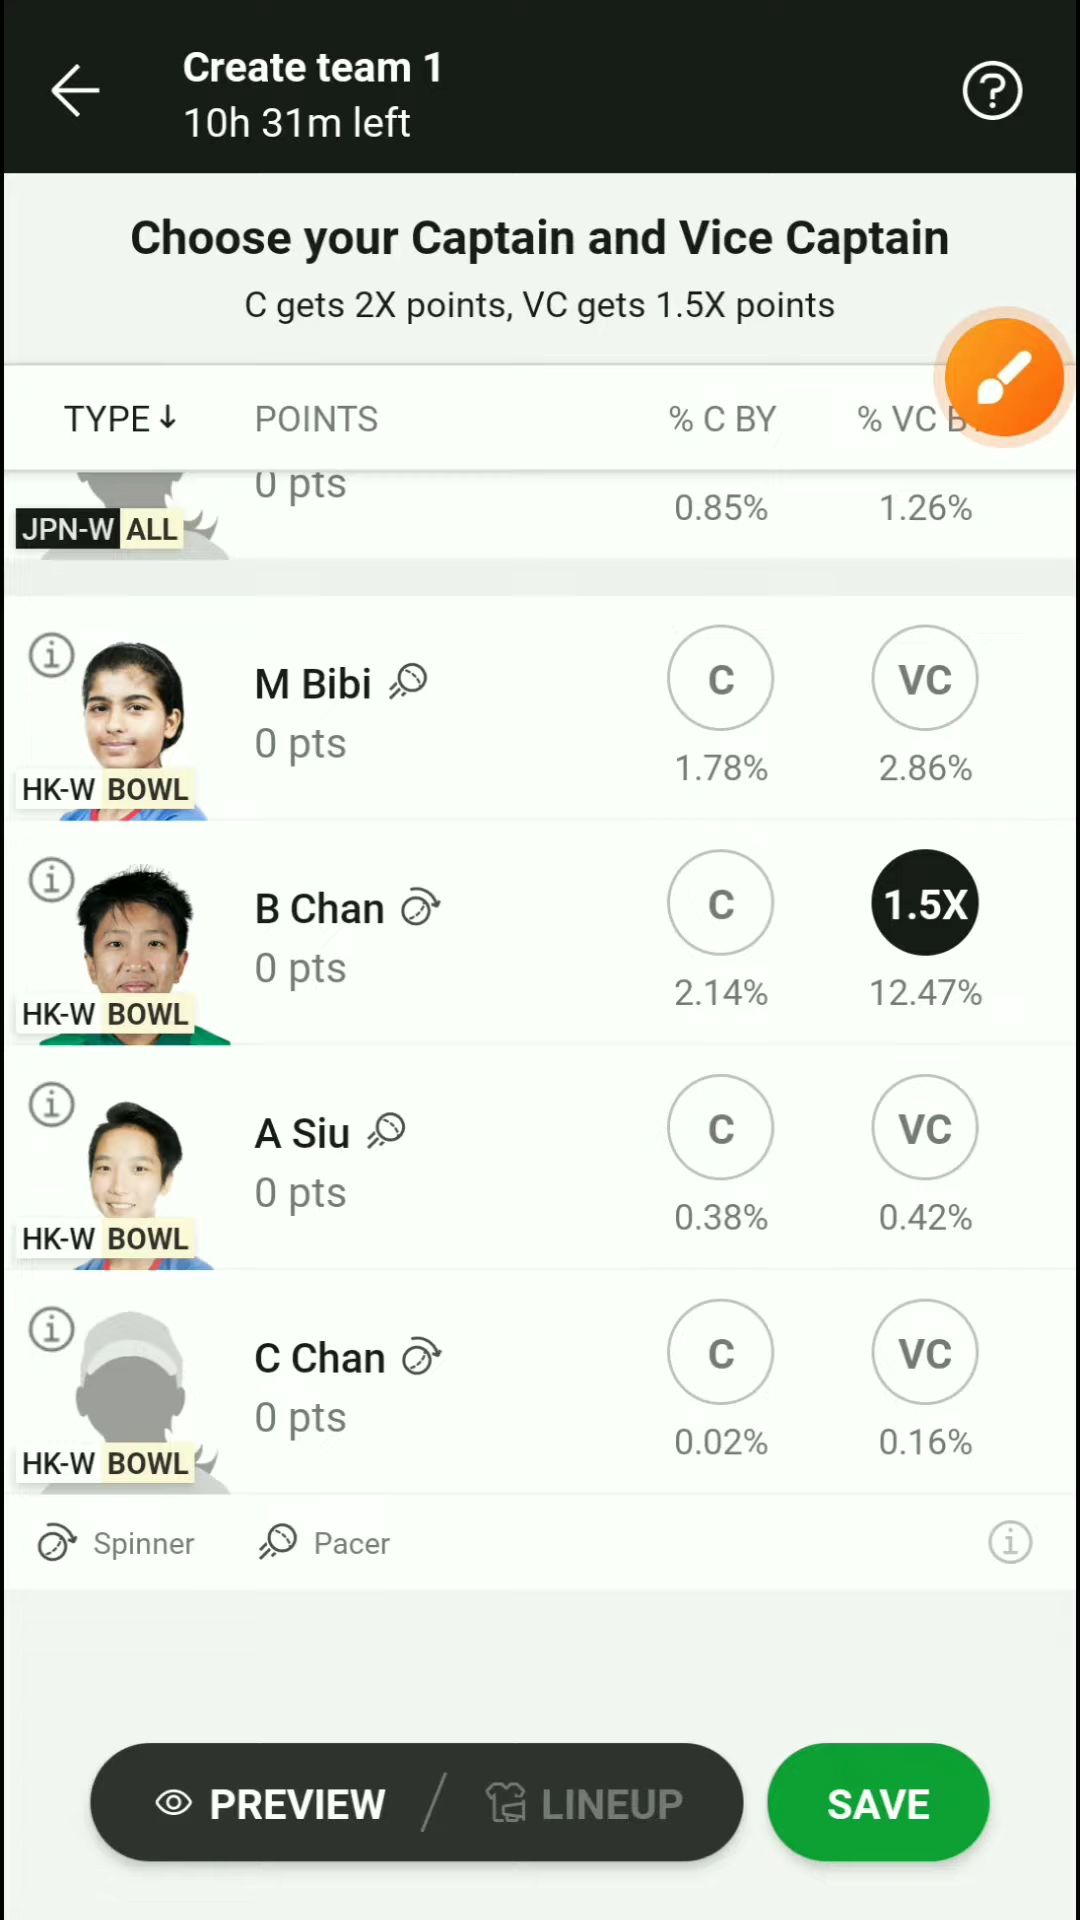 Create team 1
10h 31m left
Choose your Captain and Vice Captain
C gets 2X points, VC gets 1.5X points
TYPE POINTS % C BY % VC
0 pts 0.85% 1.26%
JPN-W ALL
M Bibi C VC
0 pts 1.78% 2.86%
HK-W BOWL
B Chan C 1.5X
0 pts 2.14% 12.47%
HK-W BOWL
A Siu C VC
0 pts 0.38% 0.42%
HK-W BOWL
C Chan C VC
0 pts 0.02% 0.16%
HK-W BOWL
Spinner Pacer
PREVIEW / LINEUP SAVE